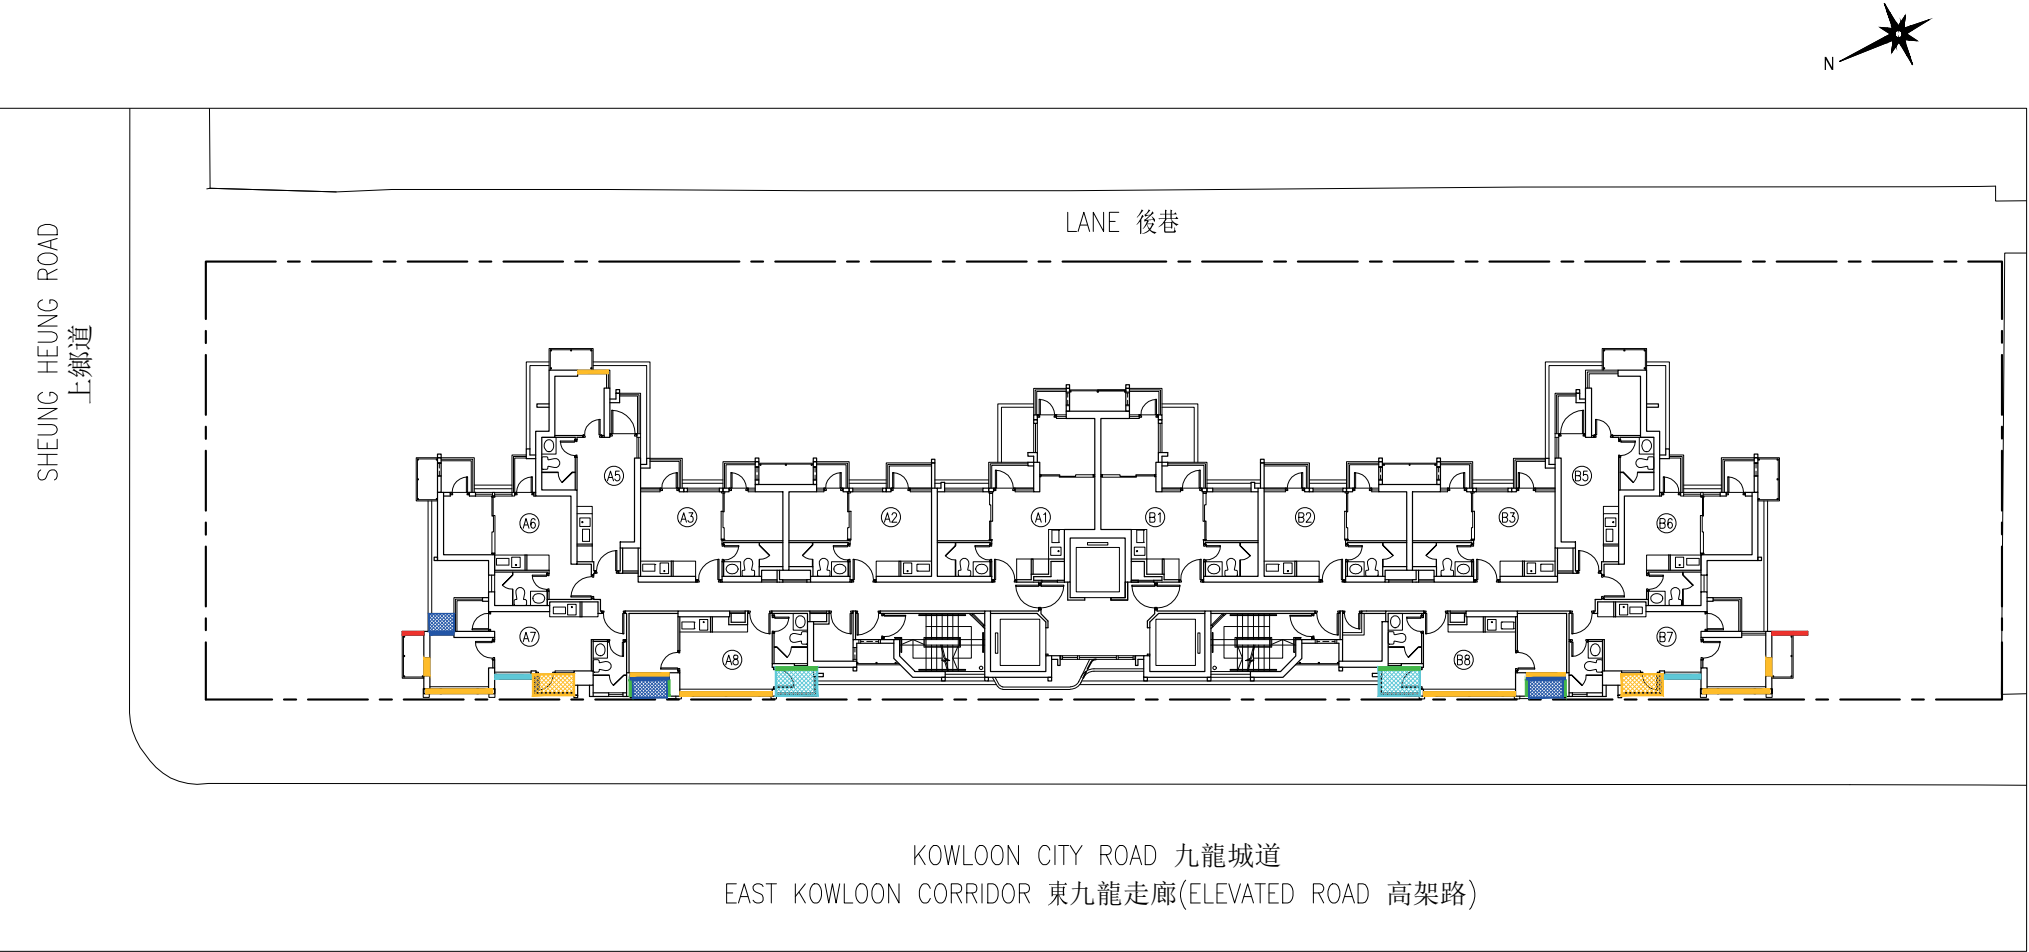 N
LANE 後巷
SHEUNG HEUNG ROAD
上鄉道
A5
B5
A6
A3
A2
A1
B1
B2
B3
B6
A7
A8
B8
B7
KOWLOON CITY ROAD 九龍城道
EAST KOWLOON CORRIDOR 東九龍走廊(ELEVATED ROAD 高架路)